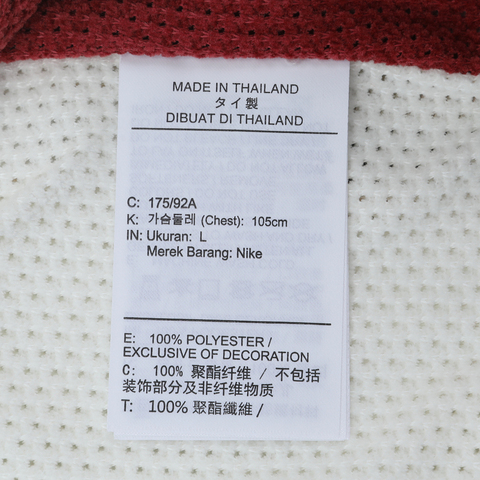 MADE IN THAILAND
タイ製
DIBUAT DI THAILAND
C: 175/92A
K: 가슴둘레 (Chest): 105cm
IN: Ukuran: L
Merek Barang: Nike
E: 100% POLYESTER /
EXCLUSIVE OF DECORATION
C: 100% 聚酯纤维 / 不包括
装饰部分及非纤维物质
T: 100% 聚酯纖維 /